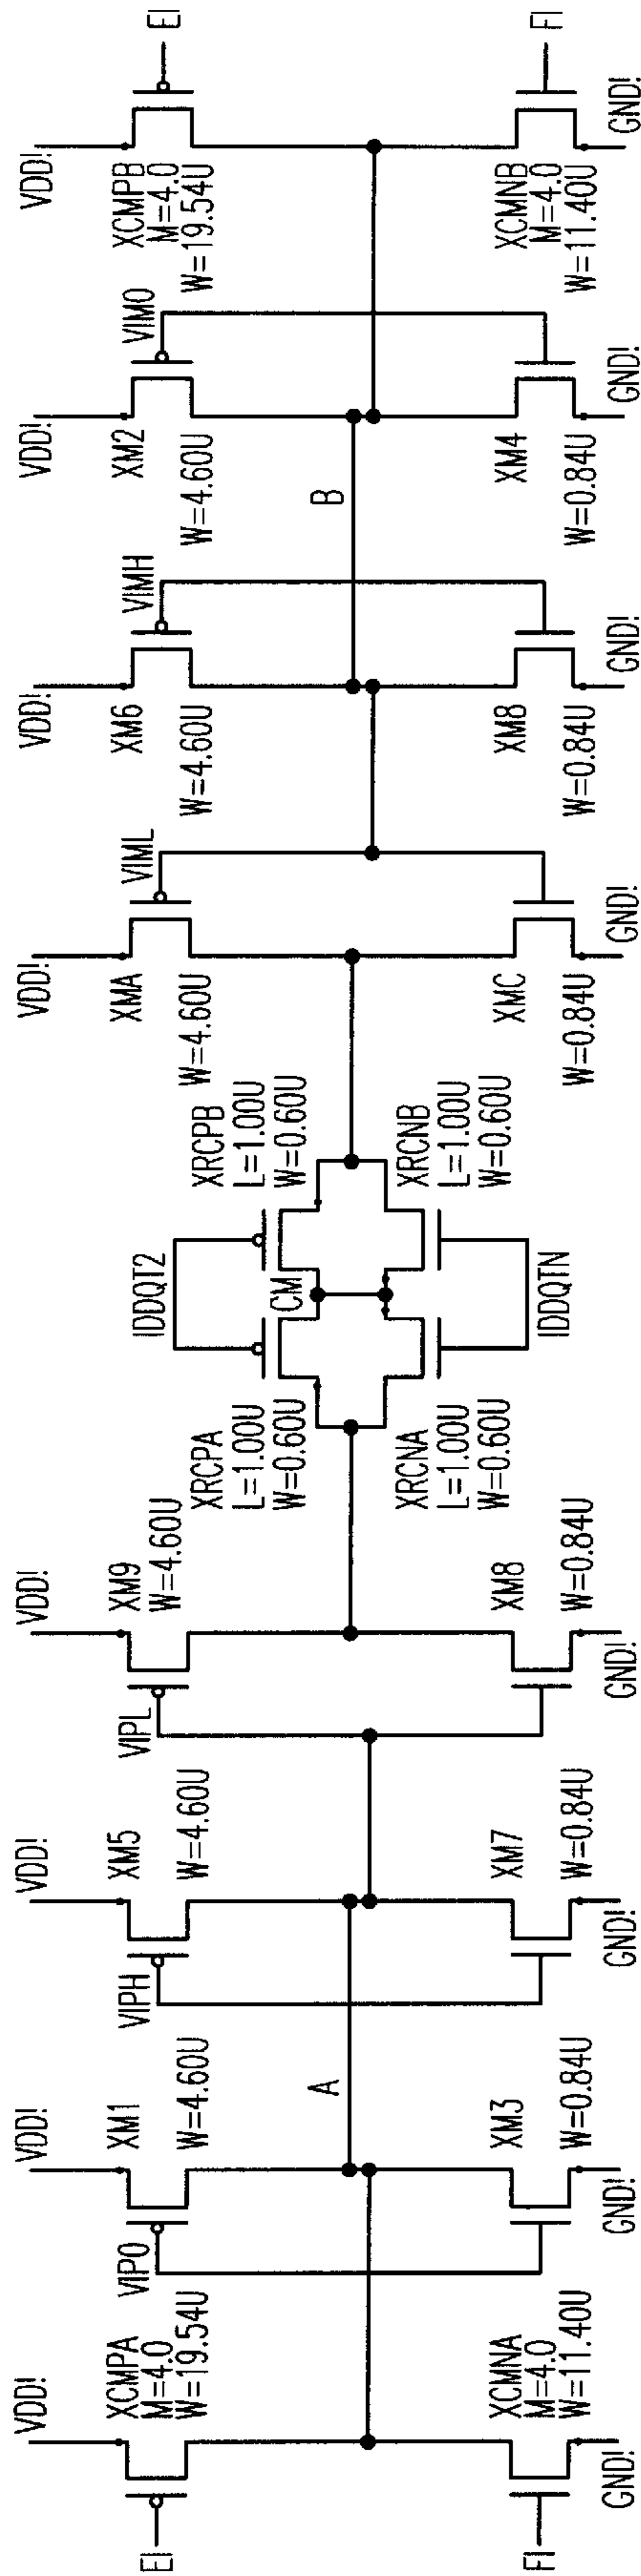 VDD!
EI
XCMPA
M=4.0
W=19.54U
FI
XCMNA
M=4.0
W=11.40U
GND!
VDD!
VIPO
XM1
W=4.60U
XM3
W=0.84U
GND!
A
VDD!
VIPH
XM5
W=4.60U
XM7
W=0.84U
GND!
VDD!
VIPL
XM9
W=4.60U
XM8
W=0.84U
GND!
XRCPA
L=1.00U
W=0.60U
XRCNA
L=1.00U
W=0.60U
IDDQT2
CM
IDDQTN
XRCPB
L=1.00U
W=0.60U
XRCNB
L=1.00U
W=0.60U
VDD!
XMA
VIML
W=4.60U
XMC
W=0.84U
GND!
VDD!
XM6
VIMH
W=4.60U
XM8
W=0.84U
GND!
B
VDD!
XM2
VIMO
W=4.60U
XM4
W=0.84U
GND!
VDD!
XCMPB
M=4.0
W=19.54U
EI
XCMNB
M=4.0
W=11.40U
FI
GND!